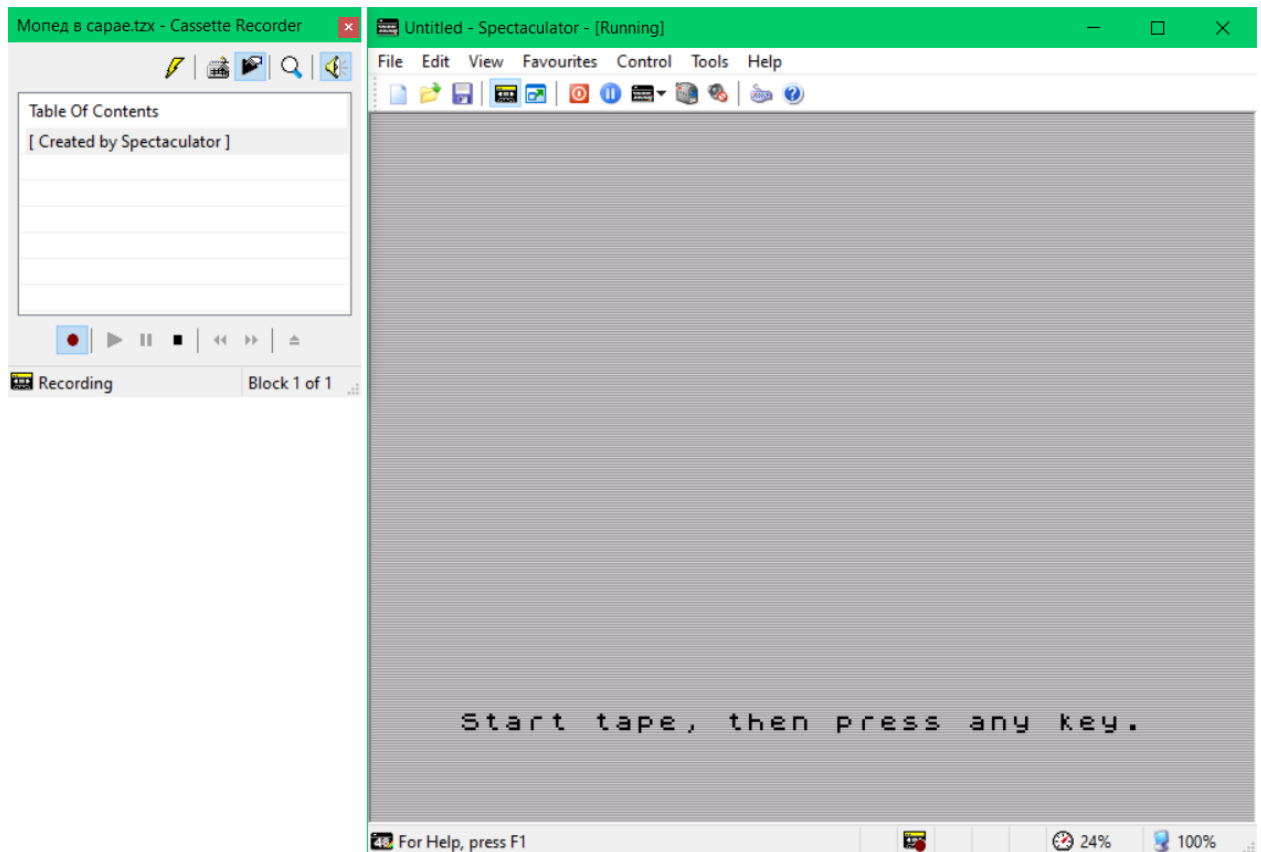 Мопед в сарае.tzx - Cassette Recorder
Table Of Contents
[ Created by Spectaculator ]
Recording
Block 1 of 1
Untitled - Spectaculator - [Running]
File Edit View Favourites Control Tools Help
Start tape, then press any key.
48 For Help, press F1
24%
100%